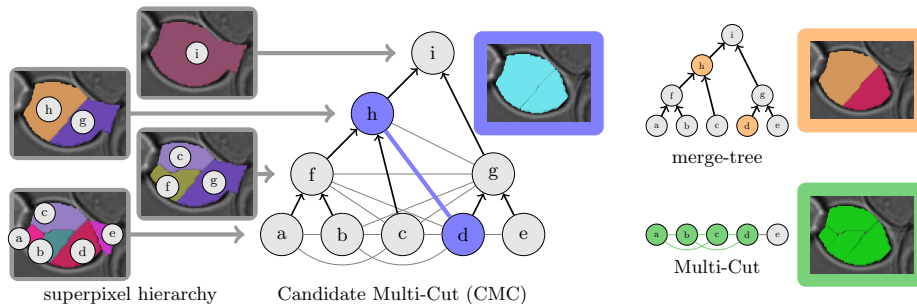 i
h
g
c
f
g
c
a
b
d
e
superpixel hierarchy
i
h
f
g
a
b
c
d
e
Candidate Multi-Cut (CMC)
i
h
f
g
a
b
c
d
e
merge-tree
a
b
c
d
e
Multi-Cut